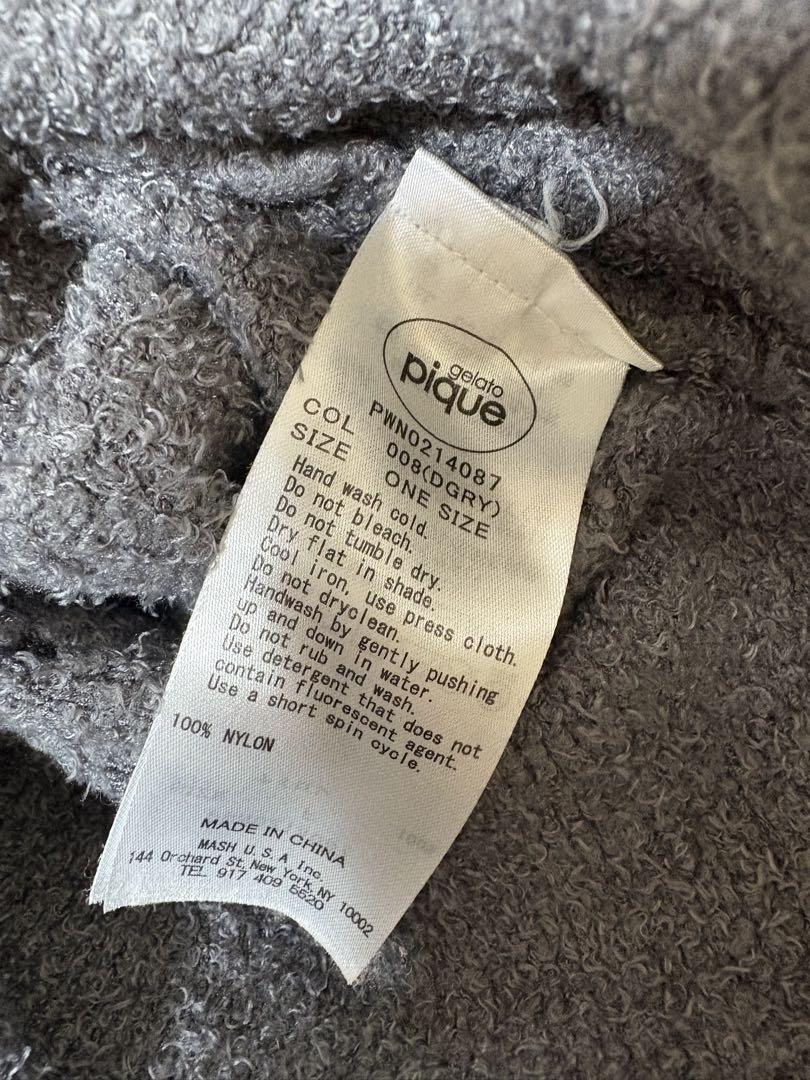 gelato
pique
PWN0214087
COL 008(DGRY)
SIZE ONE SIZE
Hand wash cold.
Do not bleach.
Do not tumble dry.
Dry flat in shade.
Cool iron, use press cloth.
Do not dryclean.
Handwash by gently pushing
up and down in water.
Do not rub and wash.
Use detergent that does not
contain fluorescent agent.
Use a short spin cycle.
100% NYLON
MADE IN CHINA
MASH U.S.A Inc.
144 Orchard St, New York, NY 10002
TEL 917 409 5520